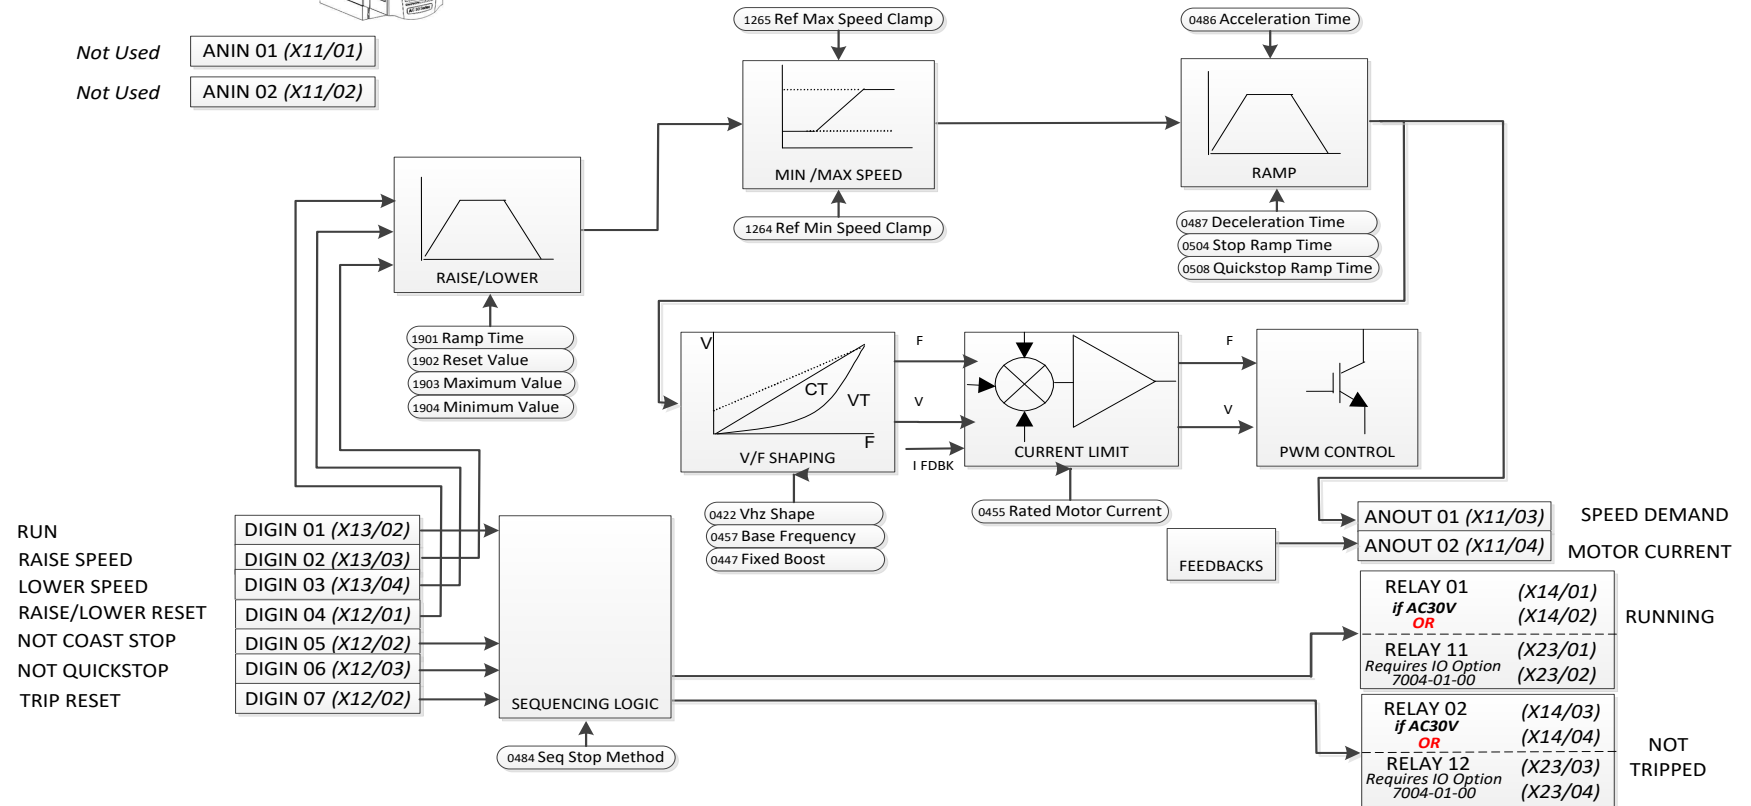 1265 Ref Max Speed Clamp
0486 Acceleration Time
Not Used ANIN 01 (X11/01)
Not Used ANIN 02 (X11/02)
MIN /MAX SPEED
RAMP
1264 Ref Min Speed Clamp
0487 Deceleration Time
0504 Stop Ramp Time
0508 Quickstop Ramp Time
RAISE/LOWER
1901 Ramp Time
1902 Reset Value
1903 Maximum Value
1904 Minimum Value
V
CT
VT
F
V/F SHAPING
F
V
I FDBK
CURRENT LIMIT
F
V
PWM CONTROL
0422 Vhz Shape
0457 Base Frequency
0447 Fixed Boost
0455 Rated Motor Current
RUN DIGIN 01 (X13/02)
RAISE SPEED DIGIN 02 (X13/03)
LOWER SPEED DIGIN 03 (X13/04)
RAISE/LOWER RESET DIGIN 04 (X12/01)
NOT COAST STOP DIGIN 05 (X12/02)
NOT QUICKSTOP DIGIN 06 (X12/03)
TRIP RESET DIGIN 07 (X12/02)
SEQUENCING LOGIC
0484 Seq Stop Method
FEEDBACKS
ANOUT 01 (X11/03) SPEED DEMAND
ANOUT 02 (X11/04) MOTOR CURRENT
RELAY 01 (X14/01)
if AC30V (X14/02)
OR
RUNNING
RELAY 11 (X23/01)
Requires IO Option
7004-01-00 (X23/02)
RELAY 02 (X14/03)
if AC30V (X14/04)
OR
NOT
TRIPPED
RELAY 12 (X23/03)
Requires IO Option
7004-01-00 (X23/04)